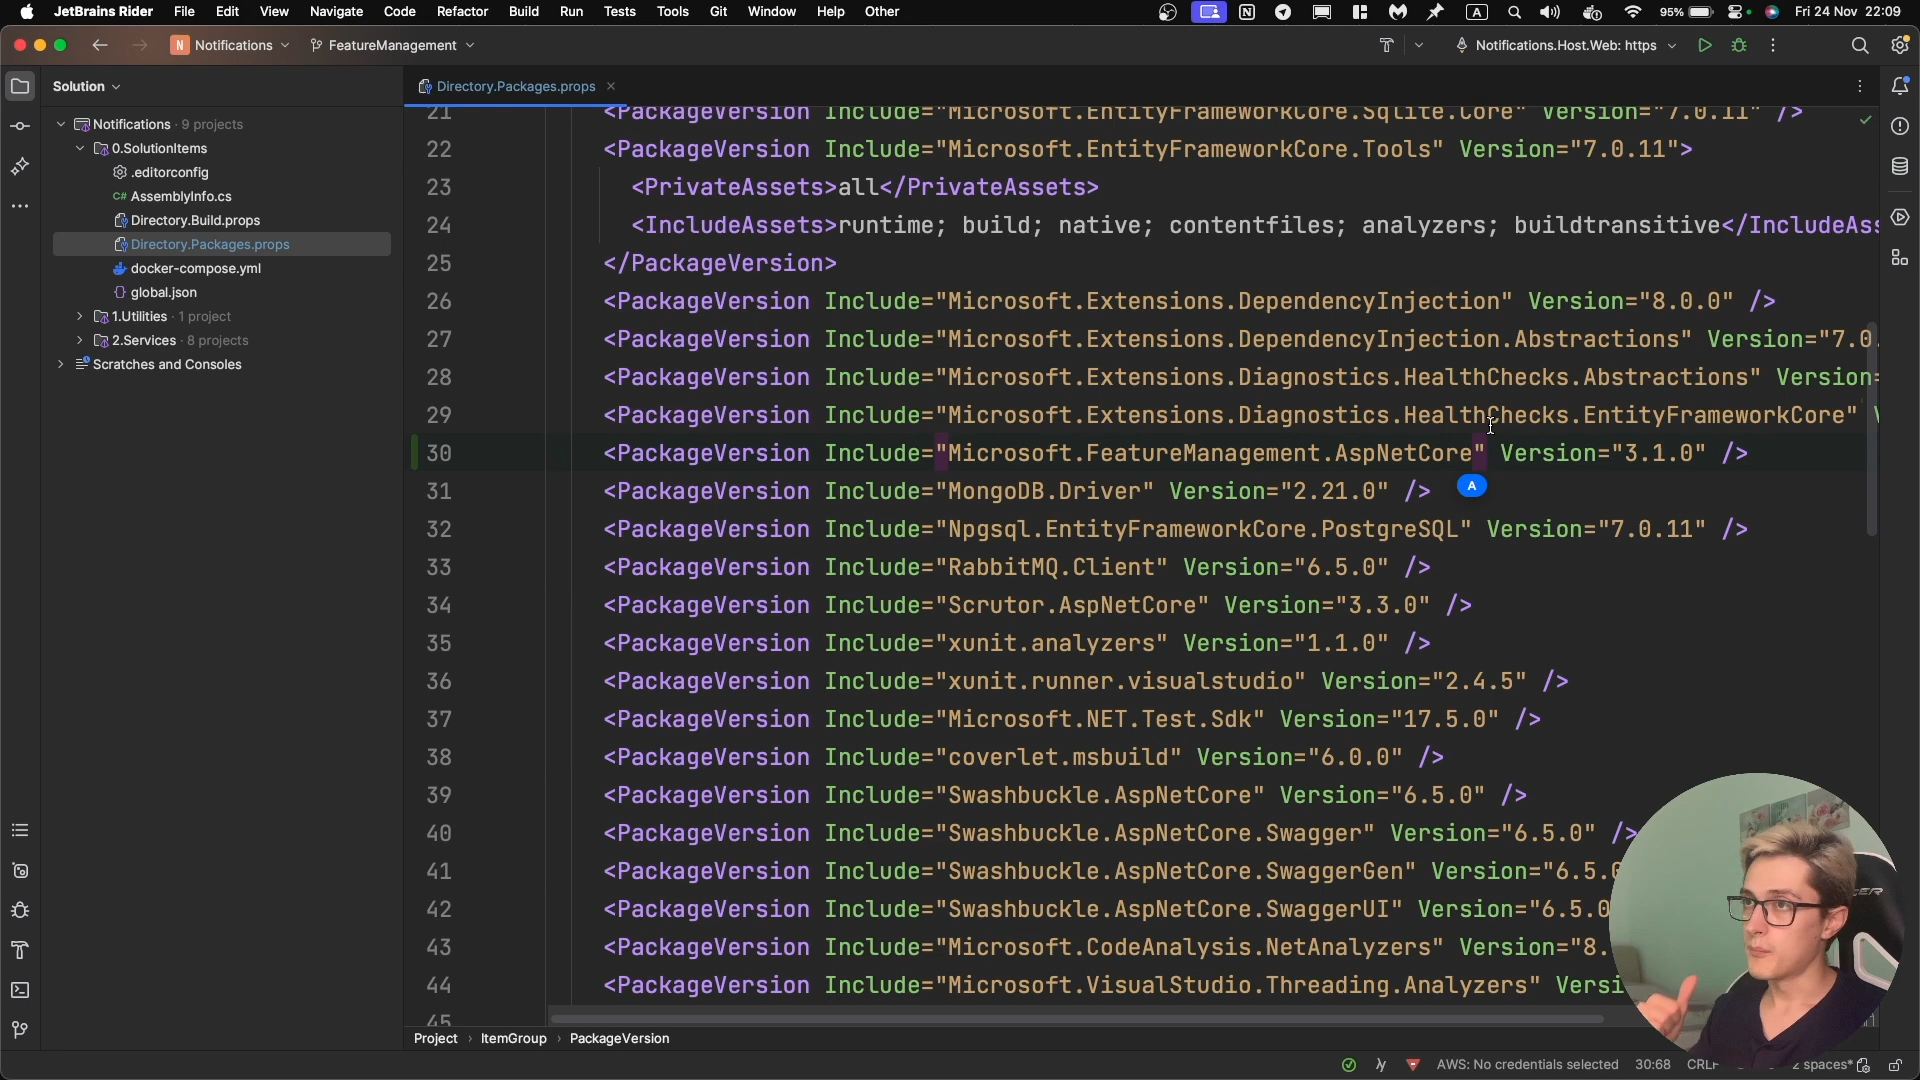 JetBrains Rider File Edit View Navigate Code Refactor Build Run Tests Tools Git Window Help Other A 95% Fri 24 Nov 22:09
N Notifications FeatureManagement Notifications.Host.Web: https
Solution
Directory.Packages.props
Notifications · 9 projects
0.SolutionItems
.editorconfig
C# AssemblyInfo.cs
Directory.Build.props
Directory.Packages.props
docker-compose.yml
global.json
1.Utilities · 1 project
2.Services · 8 projects
Scratches and Consoles
21 <PackageVersion Include="Microsoft.EntityFrameworkCore.Sqlite.Core" Version="7.0.11" />
22 <PackageVersion Include="Microsoft.EntityFrameworkCore.Tools" Version="7.0.11">
23 <PrivateAssets>all</PrivateAssets>
24 <IncludeAssets>runtime; build; native; contentfiles; analyzers; buildtransitive</IncludeAss
25 </PackageVersion>
26 <PackageVersion Include="Microsoft.Extensions.DependencyInjection" Version="8.0.0" />
27 <PackageVersion Include="Microsoft.Extensions.DependencyInjection.Abstractions" Version="7.0.
28 <PackageVersion Include="Microsoft.Extensions.Diagnostics.HealthChecks.Abstractions" Version=
29 <PackageVersion Include="Microsoft.Extensions.Diagnostics.HealthChecks.EntityFrameworkCore" V
30 <PackageVersion Include="Microsoft.FeatureManagement.AspNetCore" Version="3.1.0" />
A
31 <PackageVersion Include="MongoDB.Driver" Version="2.21.0" />
32 <PackageVersion Include="Npgsql.EntityFrameworkCore.PostgreSQL" Version="7.0.11" />
33 <PackageVersion Include="RabbitMQ.Client" Version="6.5.0" />
34 <PackageVersion Include="Scrutor.AspNetCore" Version="3.3.0" />
35 <PackageVersion Include="xunit.analyzers" Version="1.1.0" />
36 <PackageVersion Include="xunit.runner.visualstudio" Version="2.4.5" />
37 <PackageVersion Include="Microsoft.NET.Test.Sdk" Version="17.5.0" />
38 <PackageVersion Include="coverlet.msbuild" Version="6.0.0" />
39 <PackageVersion Include="Swashbuckle.AspNetCore" Version="6.5.0" />
40 <PackageVersion Include="Swashbuckle.AspNetCore.Swagger" Version="6.5.0" />
41 <PackageVersion Include="Swashbuckle.AspNetCore.SwaggerGen" Version="6.5.0
42 <PackageVersion Include="Swashbuckle.AspNetCore.SwaggerUI" Version="6.5.0
43 <PackageVersion Include="Microsoft.CodeAnalysis.NetAnalyzers" Version="8.
44 <PackageVersion Include="Microsoft.VisualStudio.Threading.Analyzers" Versi
45
Project › ItemGroup › PackageVersion
AWS: No credentials selected 30:68 CRLF 2 spaces*